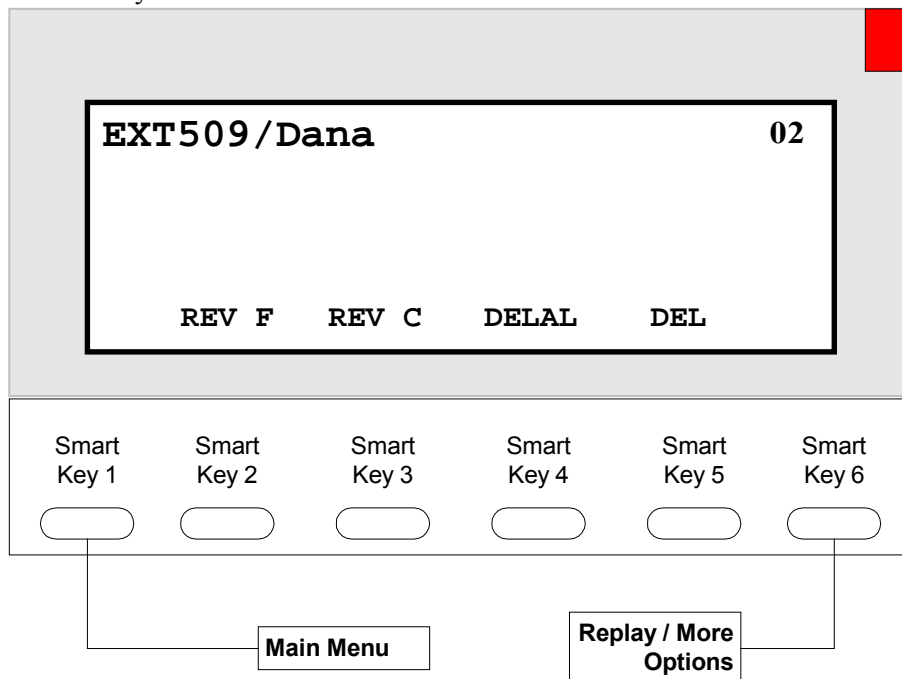 EXT509/Dana 02
REV F REV C DELAL DEL
Smart Key 1
Smart Key 2
Smart Key 3
Smart Key 4
Smart Key 5
Smart Key 6
Main Menu
Replay / More
Options